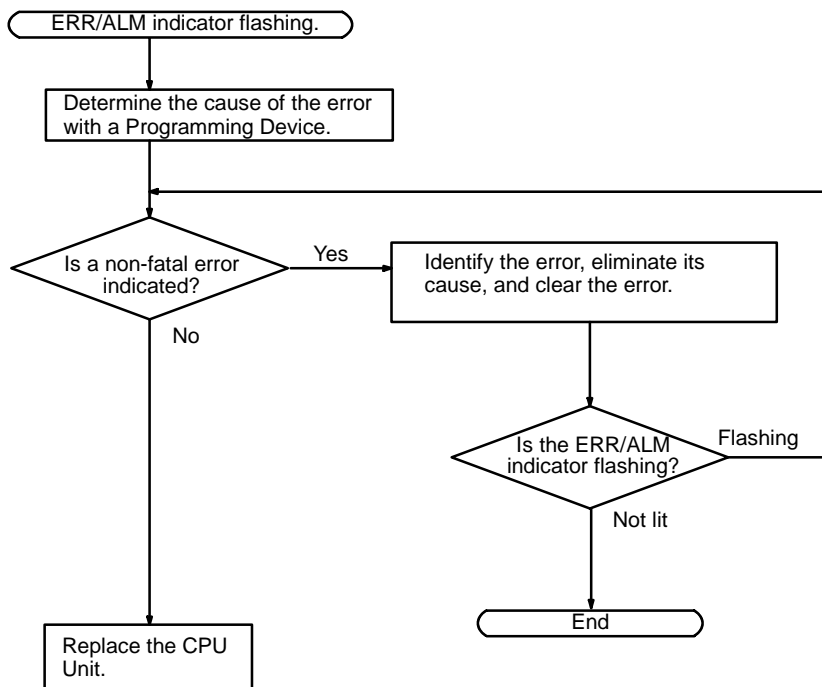 ERR/ALM indicator flashing.
Determine the cause of the error
with a Programming Device.
Is a non-fatal error
indicated?
Yes
No
Identify the error, eliminate its
cause, and clear the error.
Is the ERR/ALM
indicator flashing?
Flashing
Not lit
End
Replace the CPU
Unit.